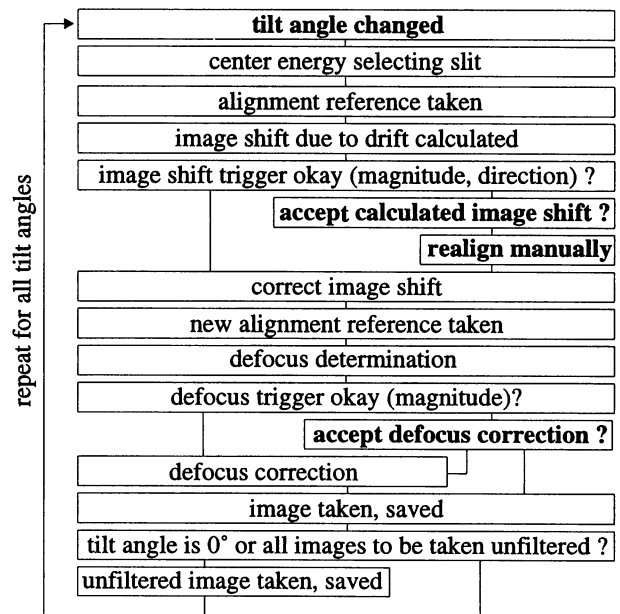 tilt angle changed
center energy selecting slit
alignment reference taken
image shift due to drift calculated
image shift trigger okay (magnitude, direction) ?
accept calculated image shift ?
realign manually
correct image shift
new alignment reference taken
defocus determination
defocus trigger okay (magnitude)?
accept defocus correction ?
defocus correction
image taken, saved
tilt angle is 0° or all images to be taken unfiltered ?
unfiltered image taken, saved
repeat for all tilt angles